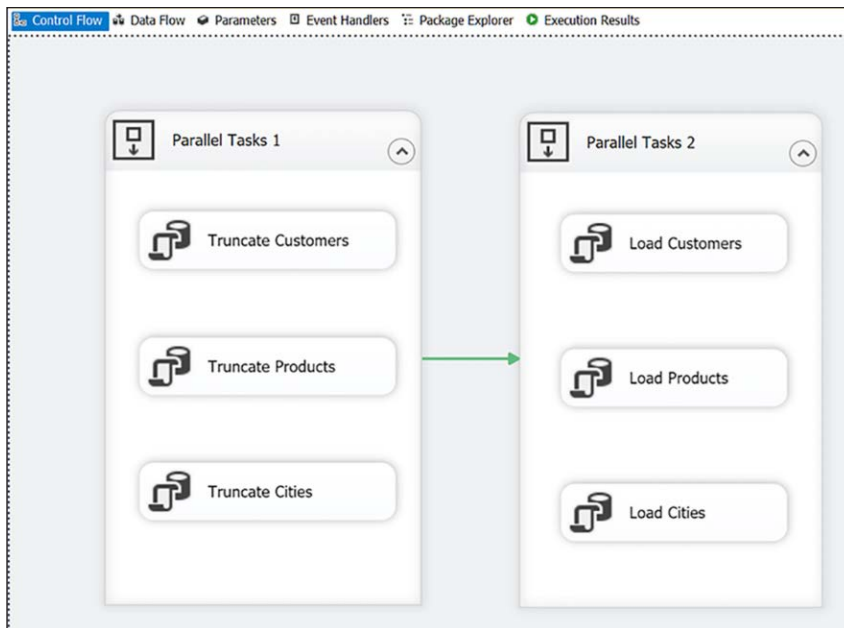 Control Flow Data Flow Parameters Event Handlers Package Explorer Execution Results
Parallel Tasks 1
Truncate Customers
Truncate Products
Truncate Cities
Parallel Tasks 2
Load Customers
Load Products
Load Cities